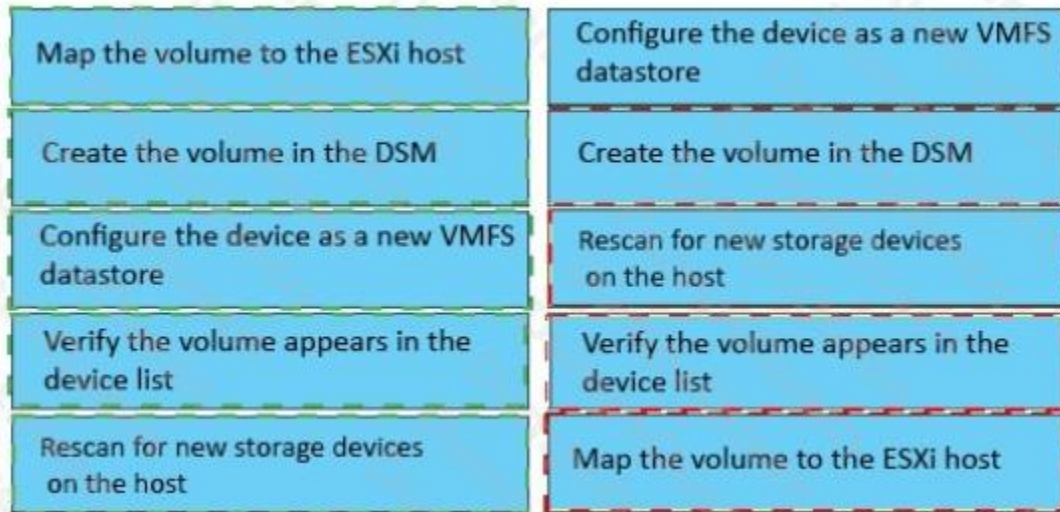 Map the volume to the ESXi host
Create the volume in the DSM
Configure the device as a new VMFS
datastore
Verify the volume appears in the
device list
Rescan for new storage devices
on the host
Configure the device as a new VMFS
datastore
Create the volume in the DSM
Rescan for new storage devices
on the host
Verify the volume appears in the
device list
Map the volume to the ESXi host